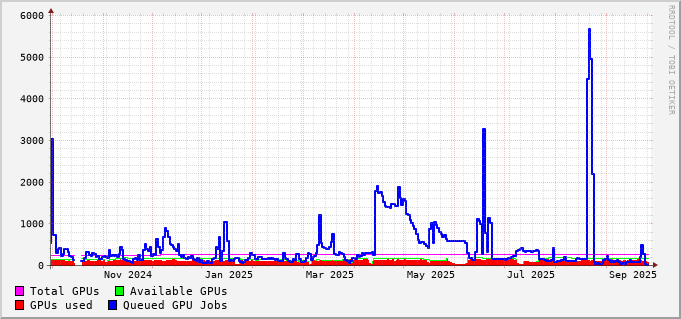 6000
5000
4000
3000
2000
1000
0
Nov 2024 Jan 2025 Mar 2025 May 2025 Jul 2025 Sep 2025
Total GPUs Available GPUs
GPUs used Queued GPU Jobs
RRDTOOL / TOBI OETIKER